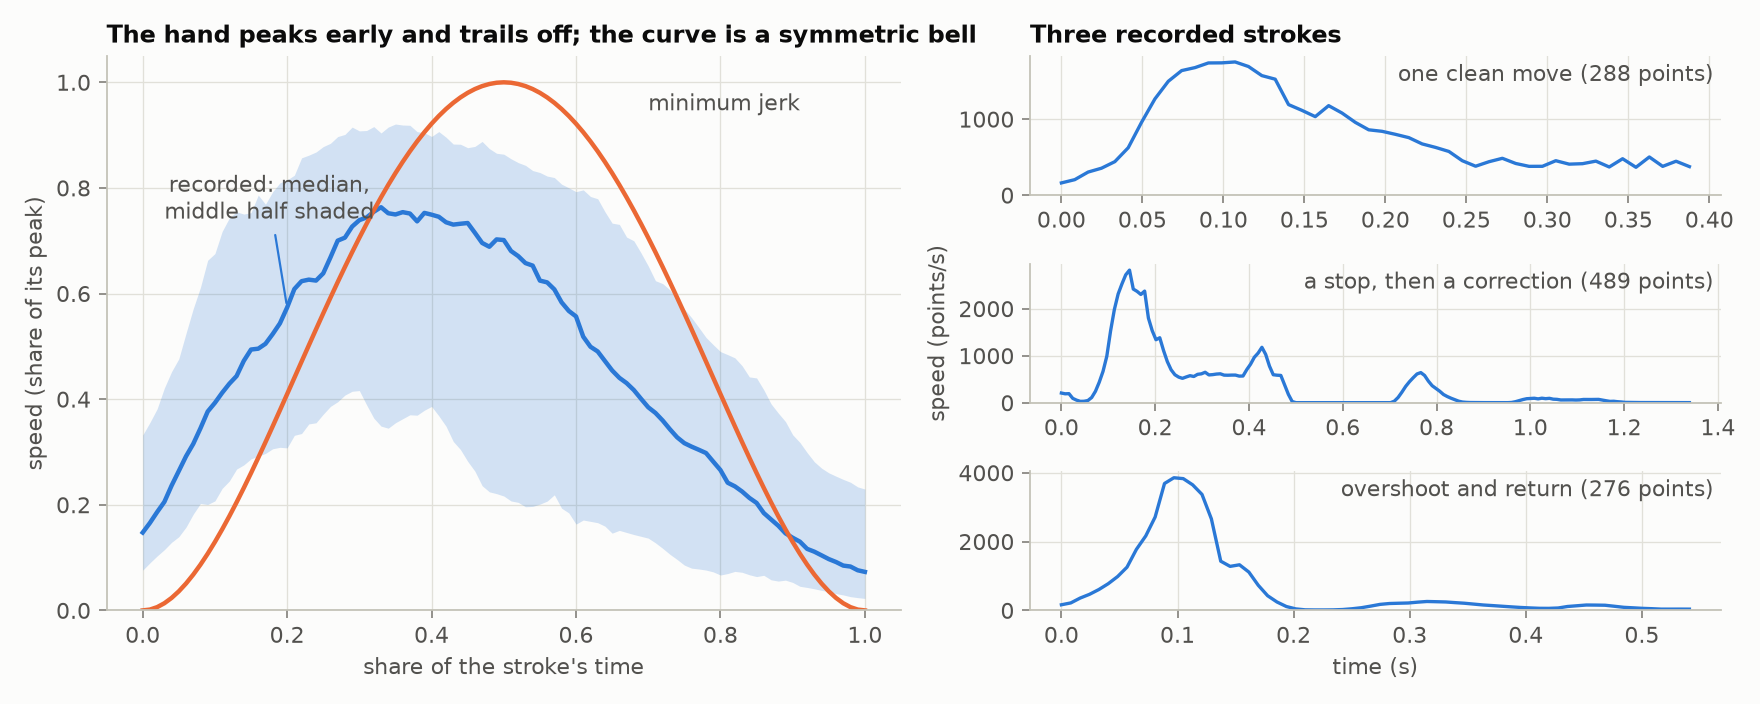 The hand peaks early and trails off; the curve is a symmetric bell
speed (share of its peak)
1.0
0.8
0.6
0.4
0.2
0.0
minimum jerk
recorded: median,
middle half shaded
0.0 0.2 0.4 0.6 0.8 1.0
share of the stroke's time
Three recorded strokes
speed (points/s)
one clean move (288 points)
1000
0
0.00 0.05 0.10 0.15 0.20 0.25 0.30 0.35 0.40
a stop, then a correction (489 points)
2000
1000
0
0.0 0.2 0.4 0.6 0.8 1.0 1.2 1.4
overshoot and return (276 points)
4000
2000
0
0.0 0.1 0.2 0.3 0.4 0.5
time (s)